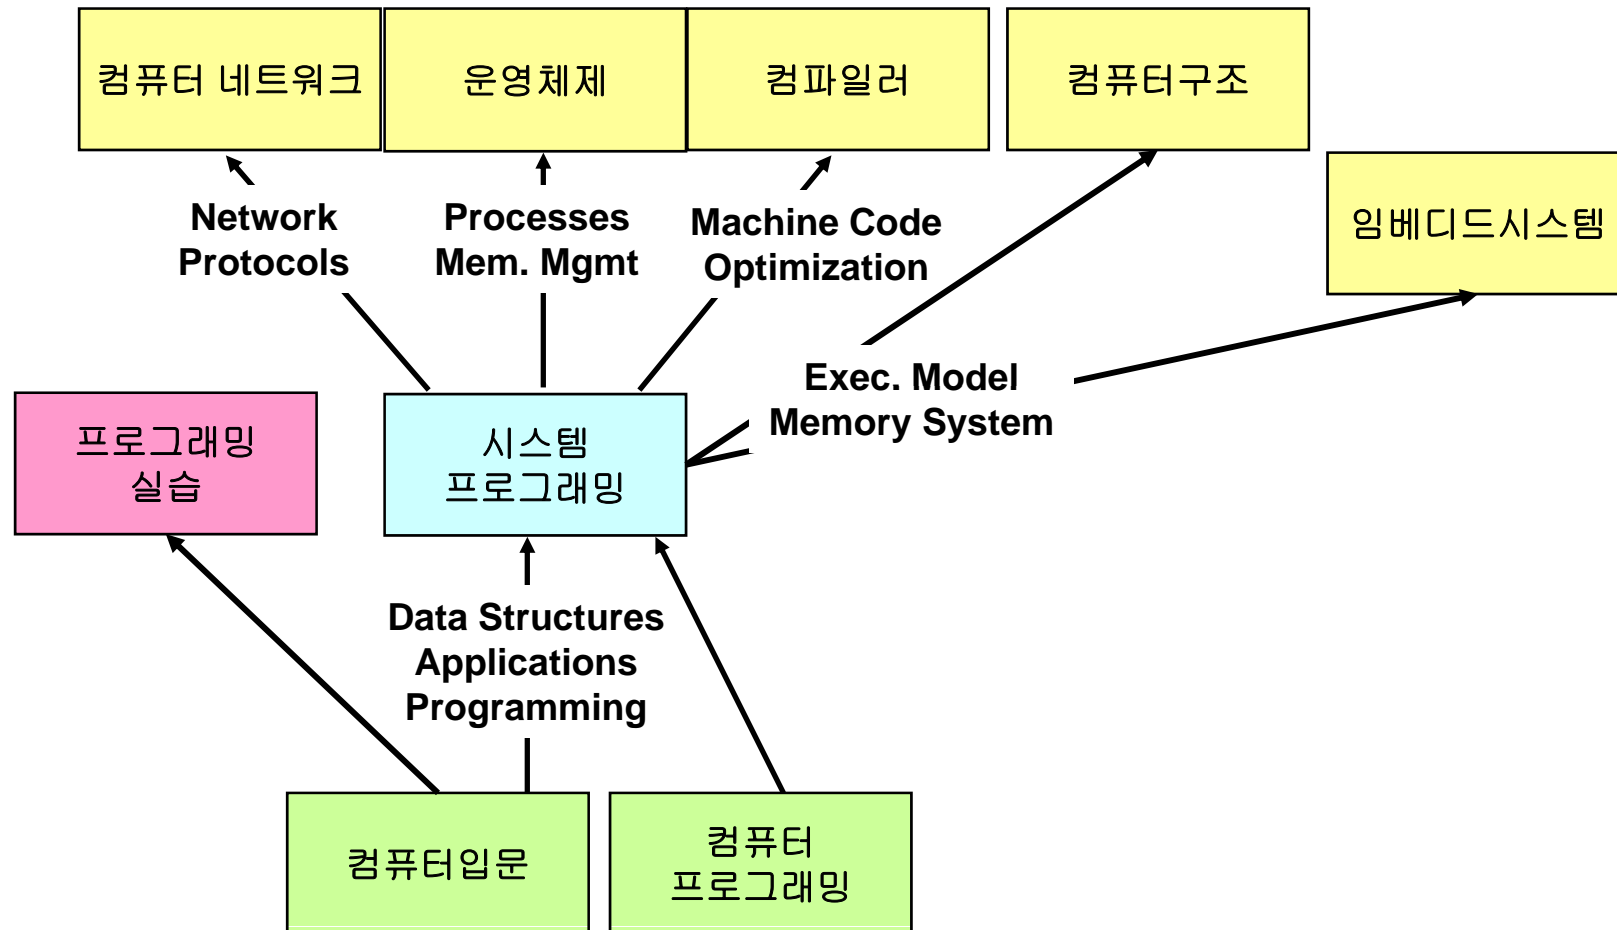 컴퓨터 네트워크
운영체제
컴파일러
컴퓨터구조
임베디드시스템
Network
Protocols
Processes
Mem. Mgmt
Machine Code
Optimization
Exec. Model
Memory System
프로그래밍
실습
시스템
프로그래밍
Data Structures
Applications
Programming
컴퓨터입문
컴퓨터
프로그래밍